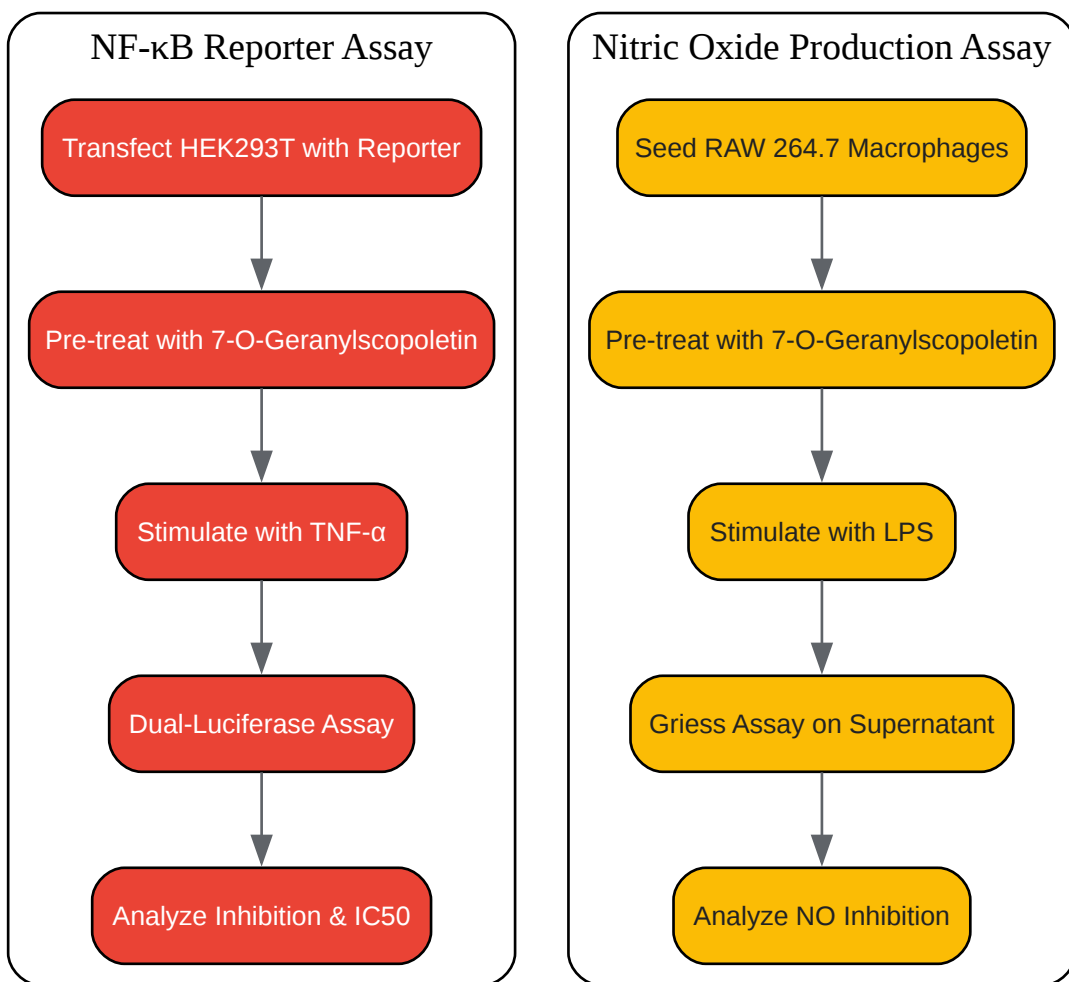 NF-κB Reporter Assay
Transfect HEK293T with Reporter
Pre-treat with 7-O-Geranylscopoletin
Stimulate with TNF-α
Dual-Luciferase Assay
Analyze Inhibition & IC50
Nitric Oxide Production Assay
Seed RAW 264.7 Macrophages
Pre-treat with 7-O-Geranylscopoletin
Stimulate with LPS
Griess Assay on Supernatant
Analyze NO Inhibition